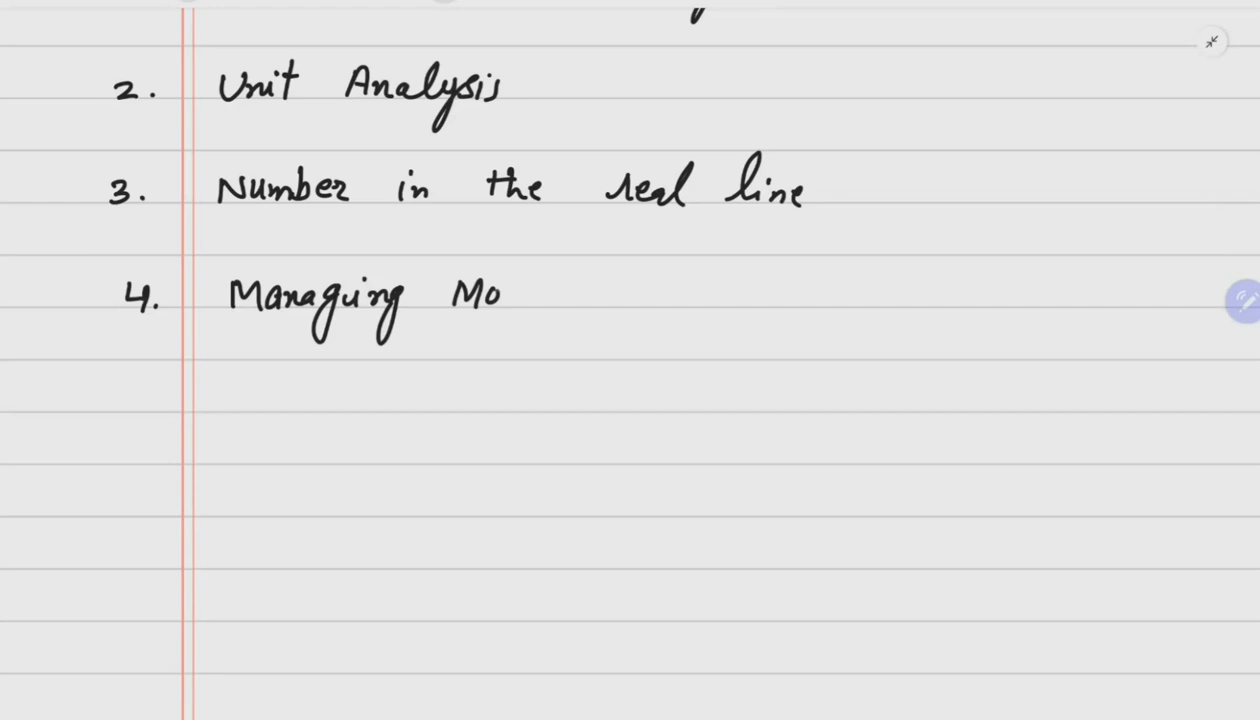 2. Unit Analysis
3. Number in the real line
4. Managing Mo